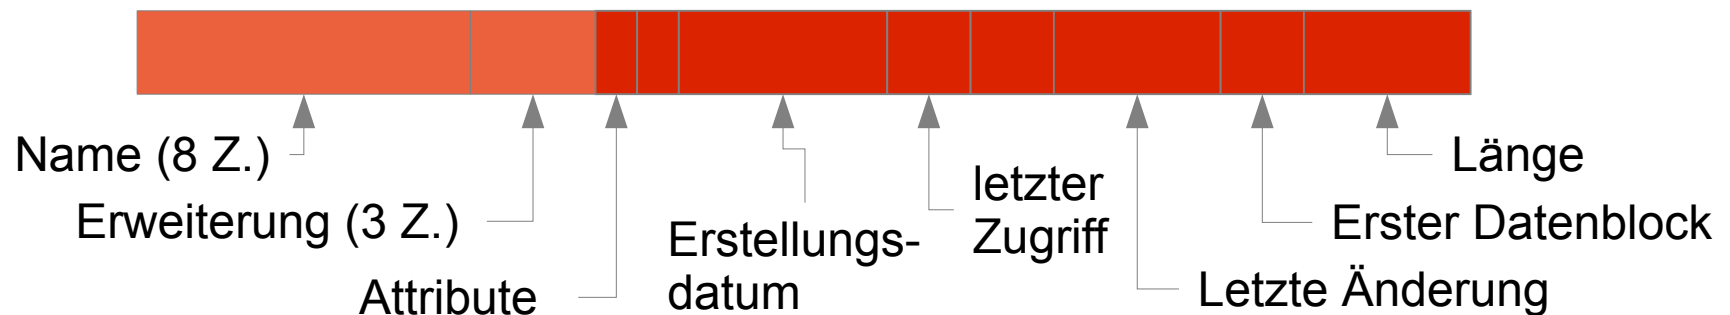 Name (8 Z.)
Erweiterung (3 Z.)
Attribute
Erstellungs-
datum
letzter
Zugriff
Letzte Änderung
Erster Datenblock
Länge